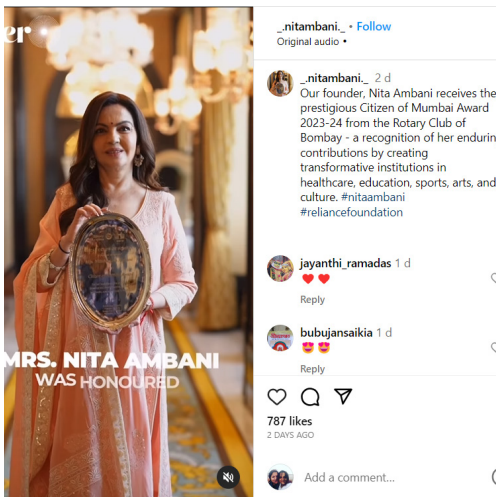 er
MRS. NITA AMBANI
WAS HONOURED
_.nitambani._ • Follow
Original audio •
_.nitambani._ 2 d
Our founder, Nita Ambani receives the
prestigious Citizen of Mumbai Award
2023-24 from the Rotary Club of
Bombay - a recognition of her endurin
contributions by creating
transformative institutions in
healthcare, education, sports, arts, and
culture. #nitaambani
#reliancefoundation
jayanthi_ramadas 1 d
❤️❤️
Reply
bubujansaikia 1 d
😍😍
Reply
787 likes
2 DAYS AGO
Add a comment...